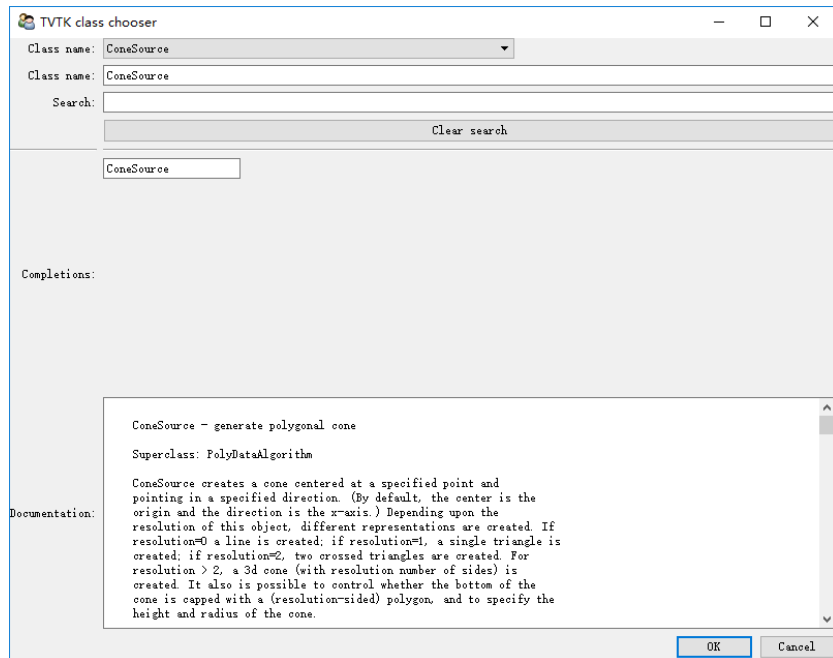 TVTK class chooser
Class name: ConeSource
Class name: ConeSource
Search:
Clear search
ConeSource
Completions:
ConeSource - generate polygonal cone
Superclass: PolyDataAlgorithm
ConeSource creates a cone centered at a specified point and
pointing in a specified direction. (By default, the center is the
origin and the direction is the x-axis.) Depending upon the
Documentation:
resolution of this object, different representations are created. If
resolution=0 a line is created; if resolution=1, a single triangle is
created; if resolution=2, two crossed triangles are created. For
resolution > 2, a 3d cone (with resolution number of sides) is
created. It also is possible to control whether the bottom of the
cone is capped with a (resolution-sided) polygon, and to specify the
height and radius of the cone.
OK
Cancel